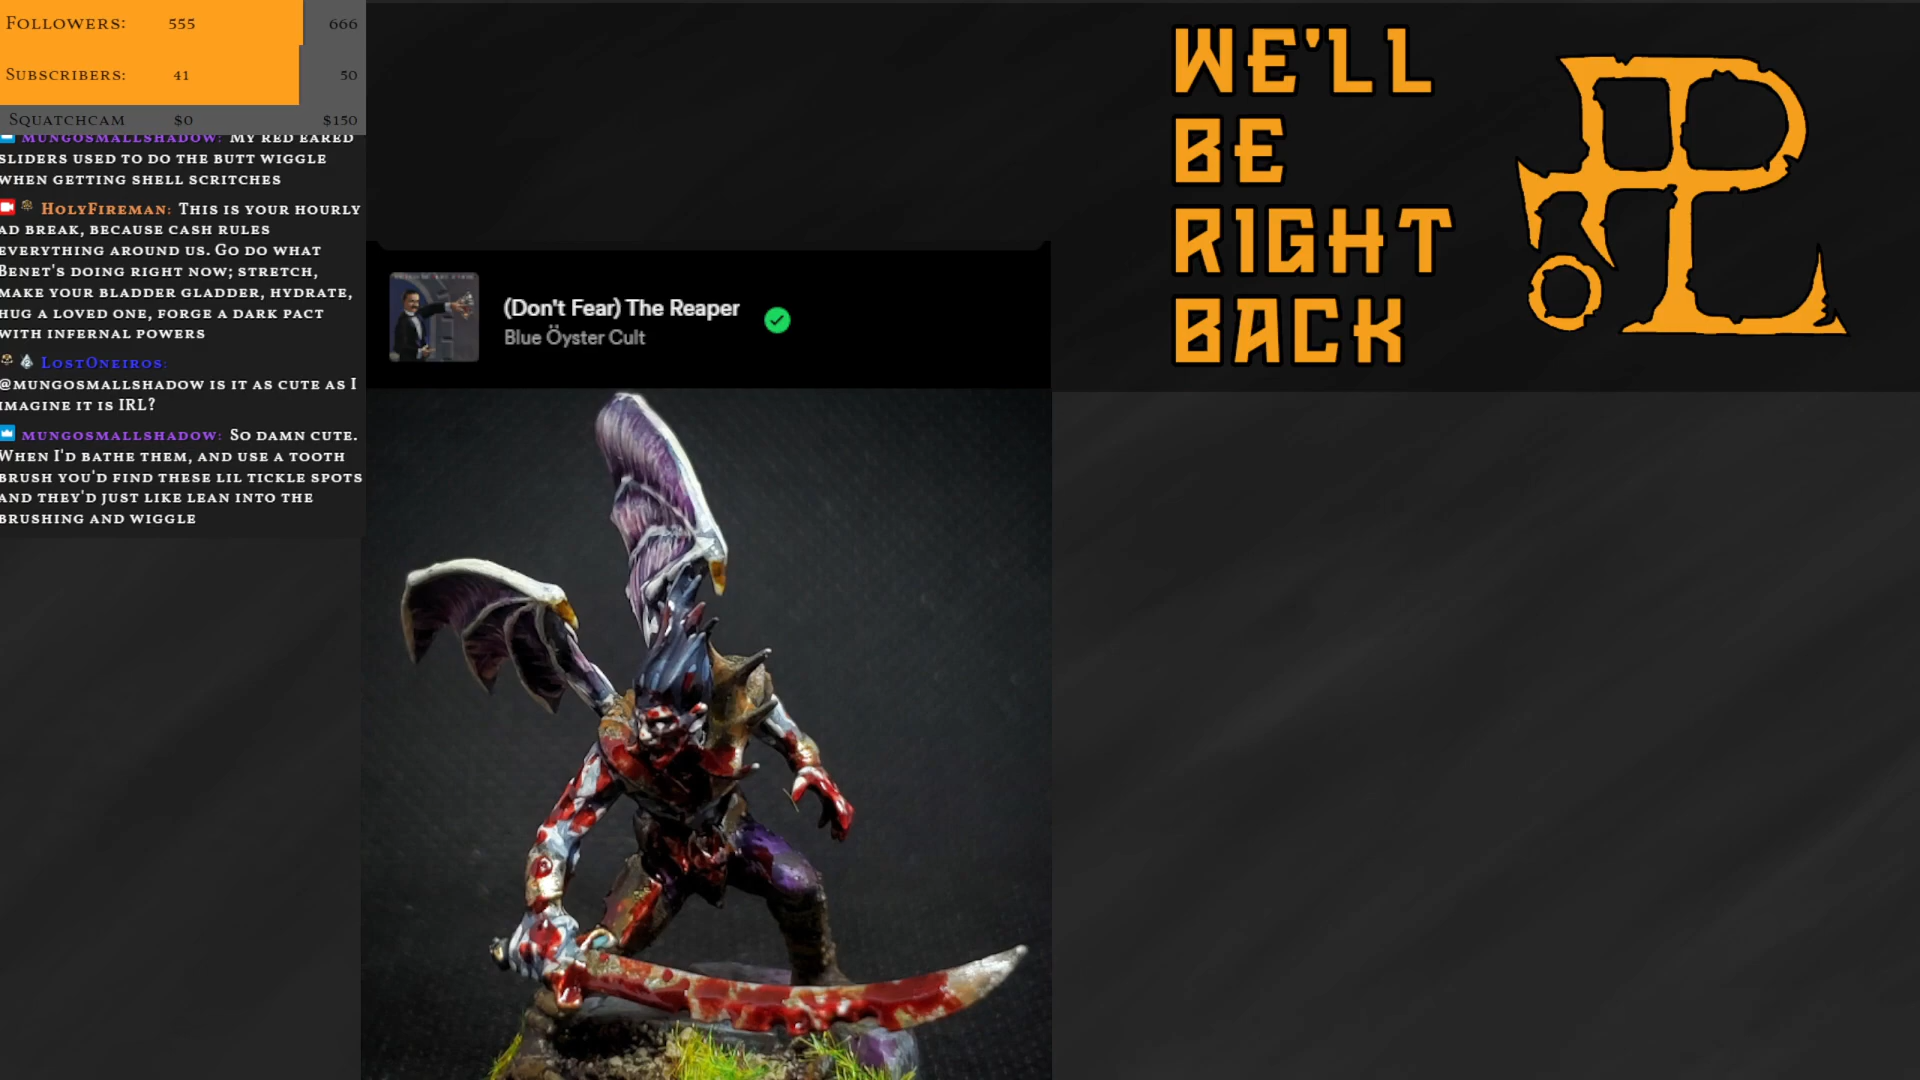 Followers: 555 666
Subscribers: 41 50
Squatchcam $0 $150
mungosmallshadow: My red eared
sliders used to do the butt wiggle
when getting shell scritches
HolyFireman: This is your hourly
ad break, because cash rules
everything around us. Go do what
Benet's doing right now; stretch,
make your bladder gladder, hydrate,
hug a loved one, forge a dark pact
with infernal powers
LostOneiros:
@mungosmallshadow is it as cute as I
imagine it is IRL?
mungosmallshadow: So damn cute.
When I'd bathe them, and use a tooth
brush you'd find these lil tickle spots
and they'd just like lean into the
brushing and wiggle
(Don't Fear) The Reaper
Blue Öyster Cult
WE'LL
BE
RIGHT
BACK